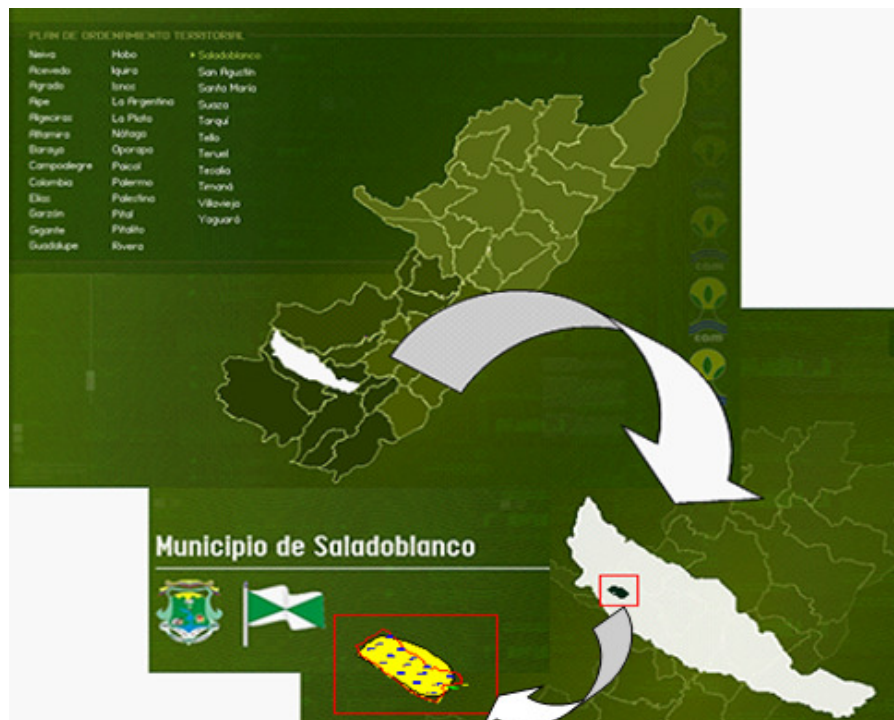 PLAN DE ORDENAMIENTO TERRITORIAL
Neiva
Acevedo
Agrado
Aipe
Algeciras
Altamira
Baraya
Campoalegre
Colombia
Elías
Garzón
Gigante
Guadalupe
Hobo
Iquira
Isnos
La Argentina
La Plata
Nátaga
Oporapa
Paicol
Palermo
Palestina
Pital
Pitalito
Rivera
Saladoblanco
San Agustín
Santa María
Suaza
Tarqui
Tello
Teruel
Tesalia
Timaná
Villavieja
Yaguará
Municipio de Saladoblanco